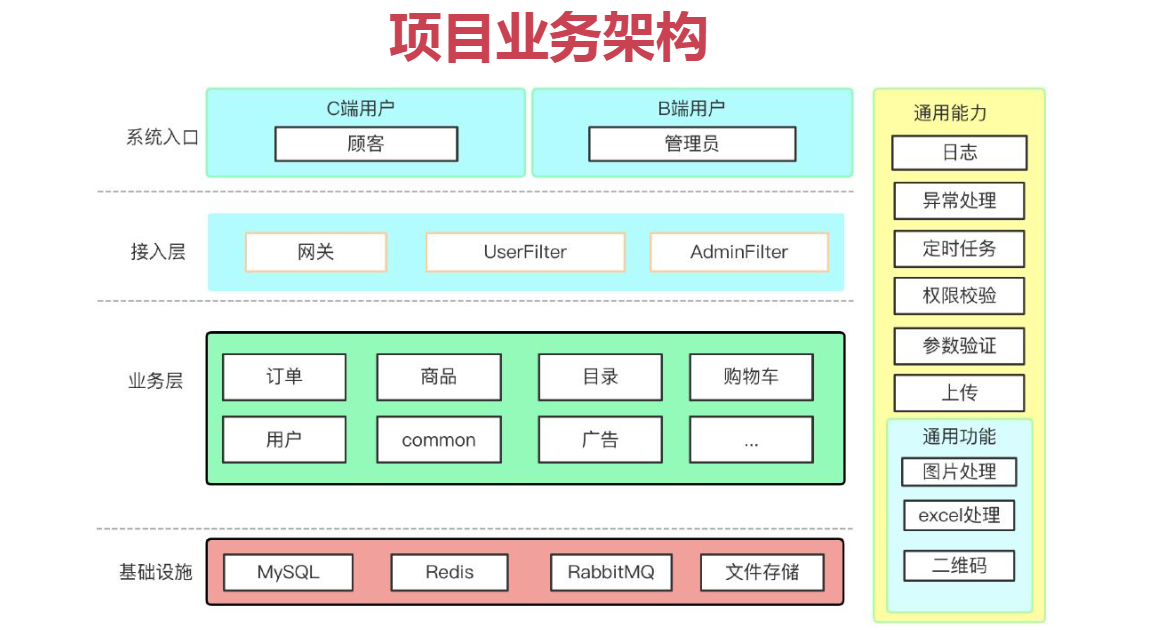 项目业务架构
系统入口
C端用户
顾客
B端用户
管理员
接入层
网关
UserFilter
AdminFilter
业务层
订单
商品
目录
购物车
用户
common
广告
...
基础设施
MySQL
Redis
RabbitMQ
文件存储
通用能力
日志
异常处理
定时任务
权限校验
参数验证
上传
通用功能
图片处理
excel处理
二维码